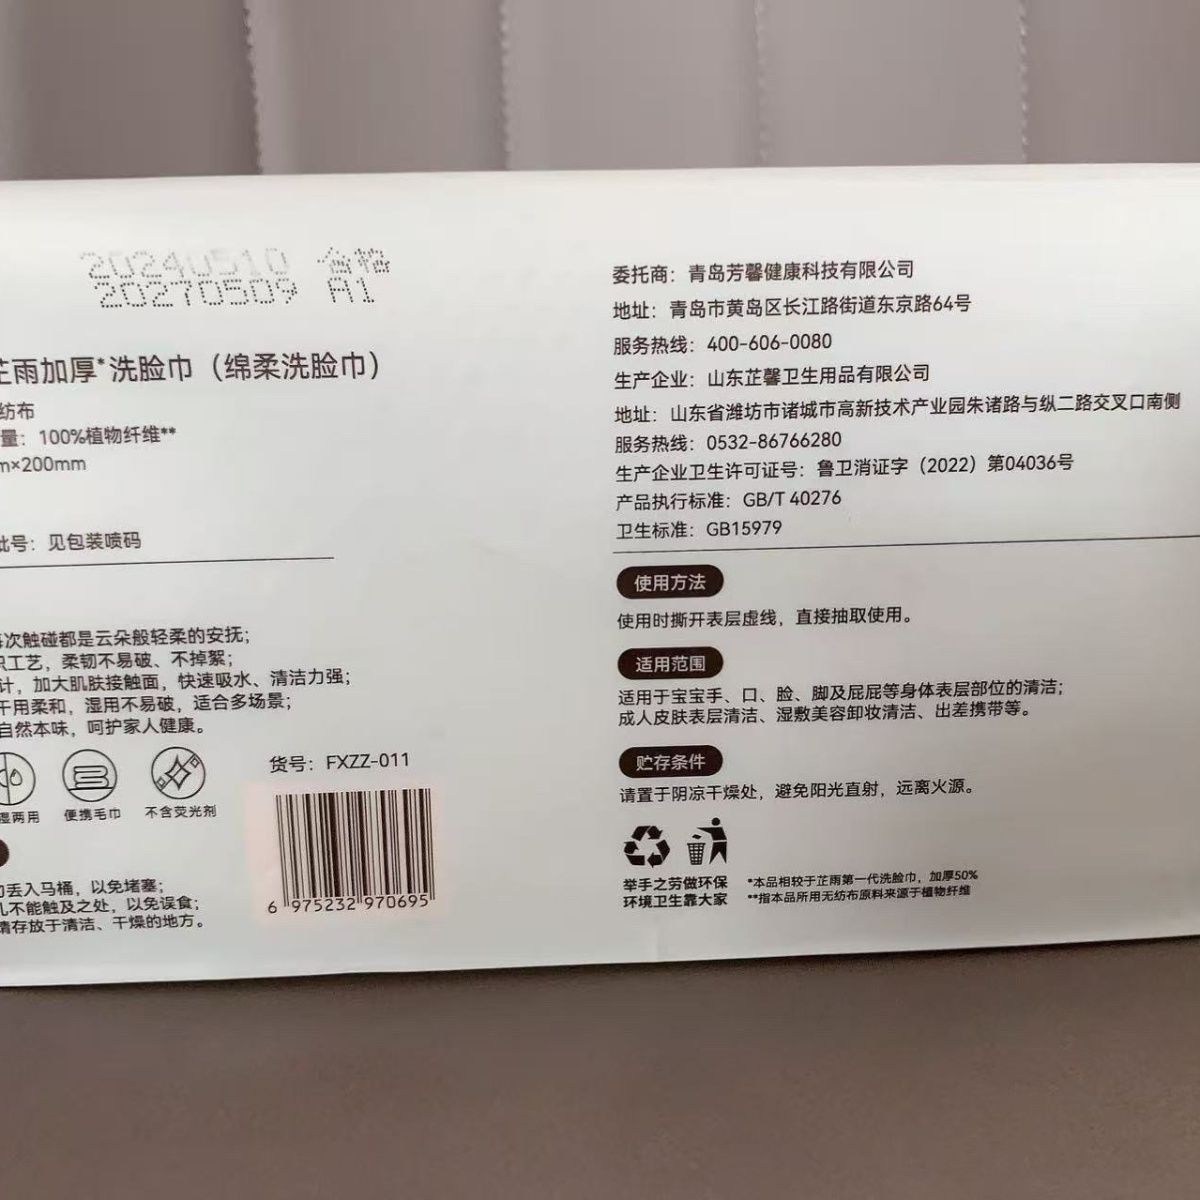 20240510 合格
20270509 A1
芷雨加厚*洗脸巾（绵柔洗脸巾）
纺布
量：100%植物纤维**
m×200mm
批号：见包装喷码
每次触碰都是云朵般轻柔的安抚；
织工艺，柔韧不易破、不掉絮；
计，加大肌肤接触面，快速吸水、清洁力强；
干用柔和，湿用不易破，适合多场景；
自然本味，呵护家人健康。
湿两用
便携毛巾
不含荧光剂
货号：FXZZ-011
6 975232 970695
勿丢入马桶，以免堵塞；
儿不能触及之处，以免误食；
请存放于清洁、干燥的地方。
委托商：青岛芳馨健康科技有限公司
地址：青岛市黄岛区长江路街道东京路64号
服务热线：400-606-0080
生产企业：山东芷馨卫生用品有限公司
地址：山东省潍坊市诸城市高新技术产业园朱诸路与纵二路交叉口南侧
服务热线：0532-86766280
生产企业卫生许可证号：鲁卫消证字（2022）第04036号
产品执行标准：GB/T 40276
卫生标准：GB15979
使用方法
使用时撕开表层虚线，直接抽取使用。
适用范围
适用于宝宝手、口、脸、脚及屁屁等身体表层部位的清洁；
成人皮肤表层清洁、湿敷美容卸妆清洁、出差携带等。
贮存条件
请置于阴凉干燥处，避免阳光直射，远离火源。
举手之劳做环保
环境卫生靠大家
*本品相较于芷雨第一代洗脸巾，加厚50%
**指本品所用无纺布原料来源于植物纤维